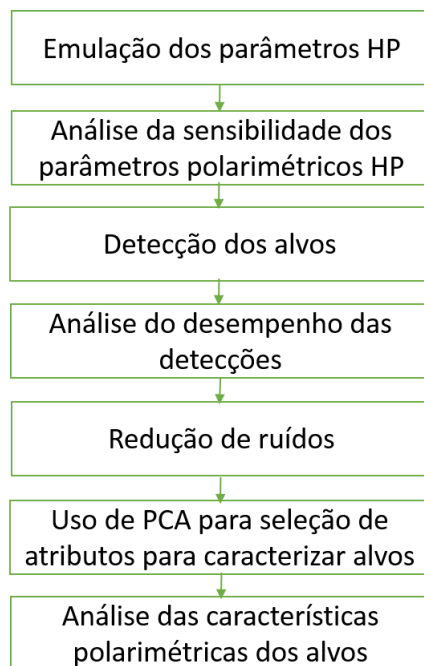 Emulação dos parâmetros HP
Análise da sensibilidade dos
parâmetros polarimétricos HP
Detecção dos alvos
Análise do desempenho das
detecções
Redução de ruídos
Uso de PCA para seleção de
atributos para caracterizar alvos
Análise das características
polarimétricas dos alvos